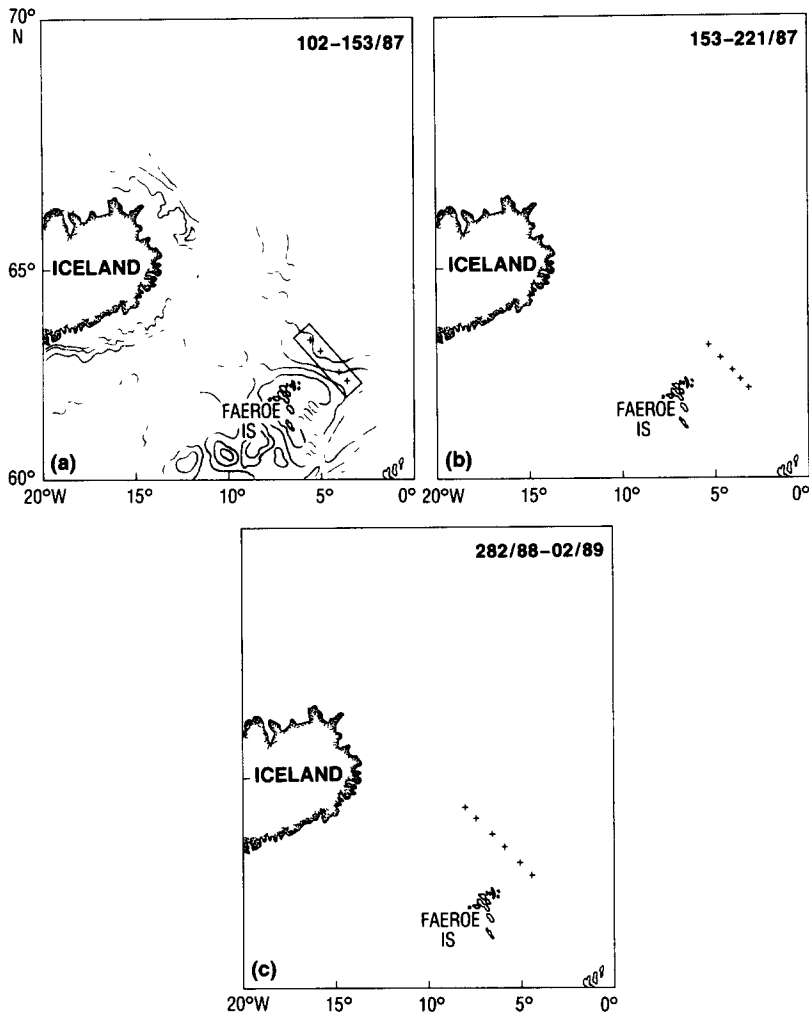 70°
N
102–153/87
65°
ICELAND
FAEROE
IS
(a)
60°
20°W 15° 10° 5° 0°
153–221/87
ICELAND
FAEROE
IS
(b)
20°W 15° 10° 5° 0°
282/88–02/89
ICELAND
FAEROE
IS
(c)
20°W 15° 10° 5° 0°